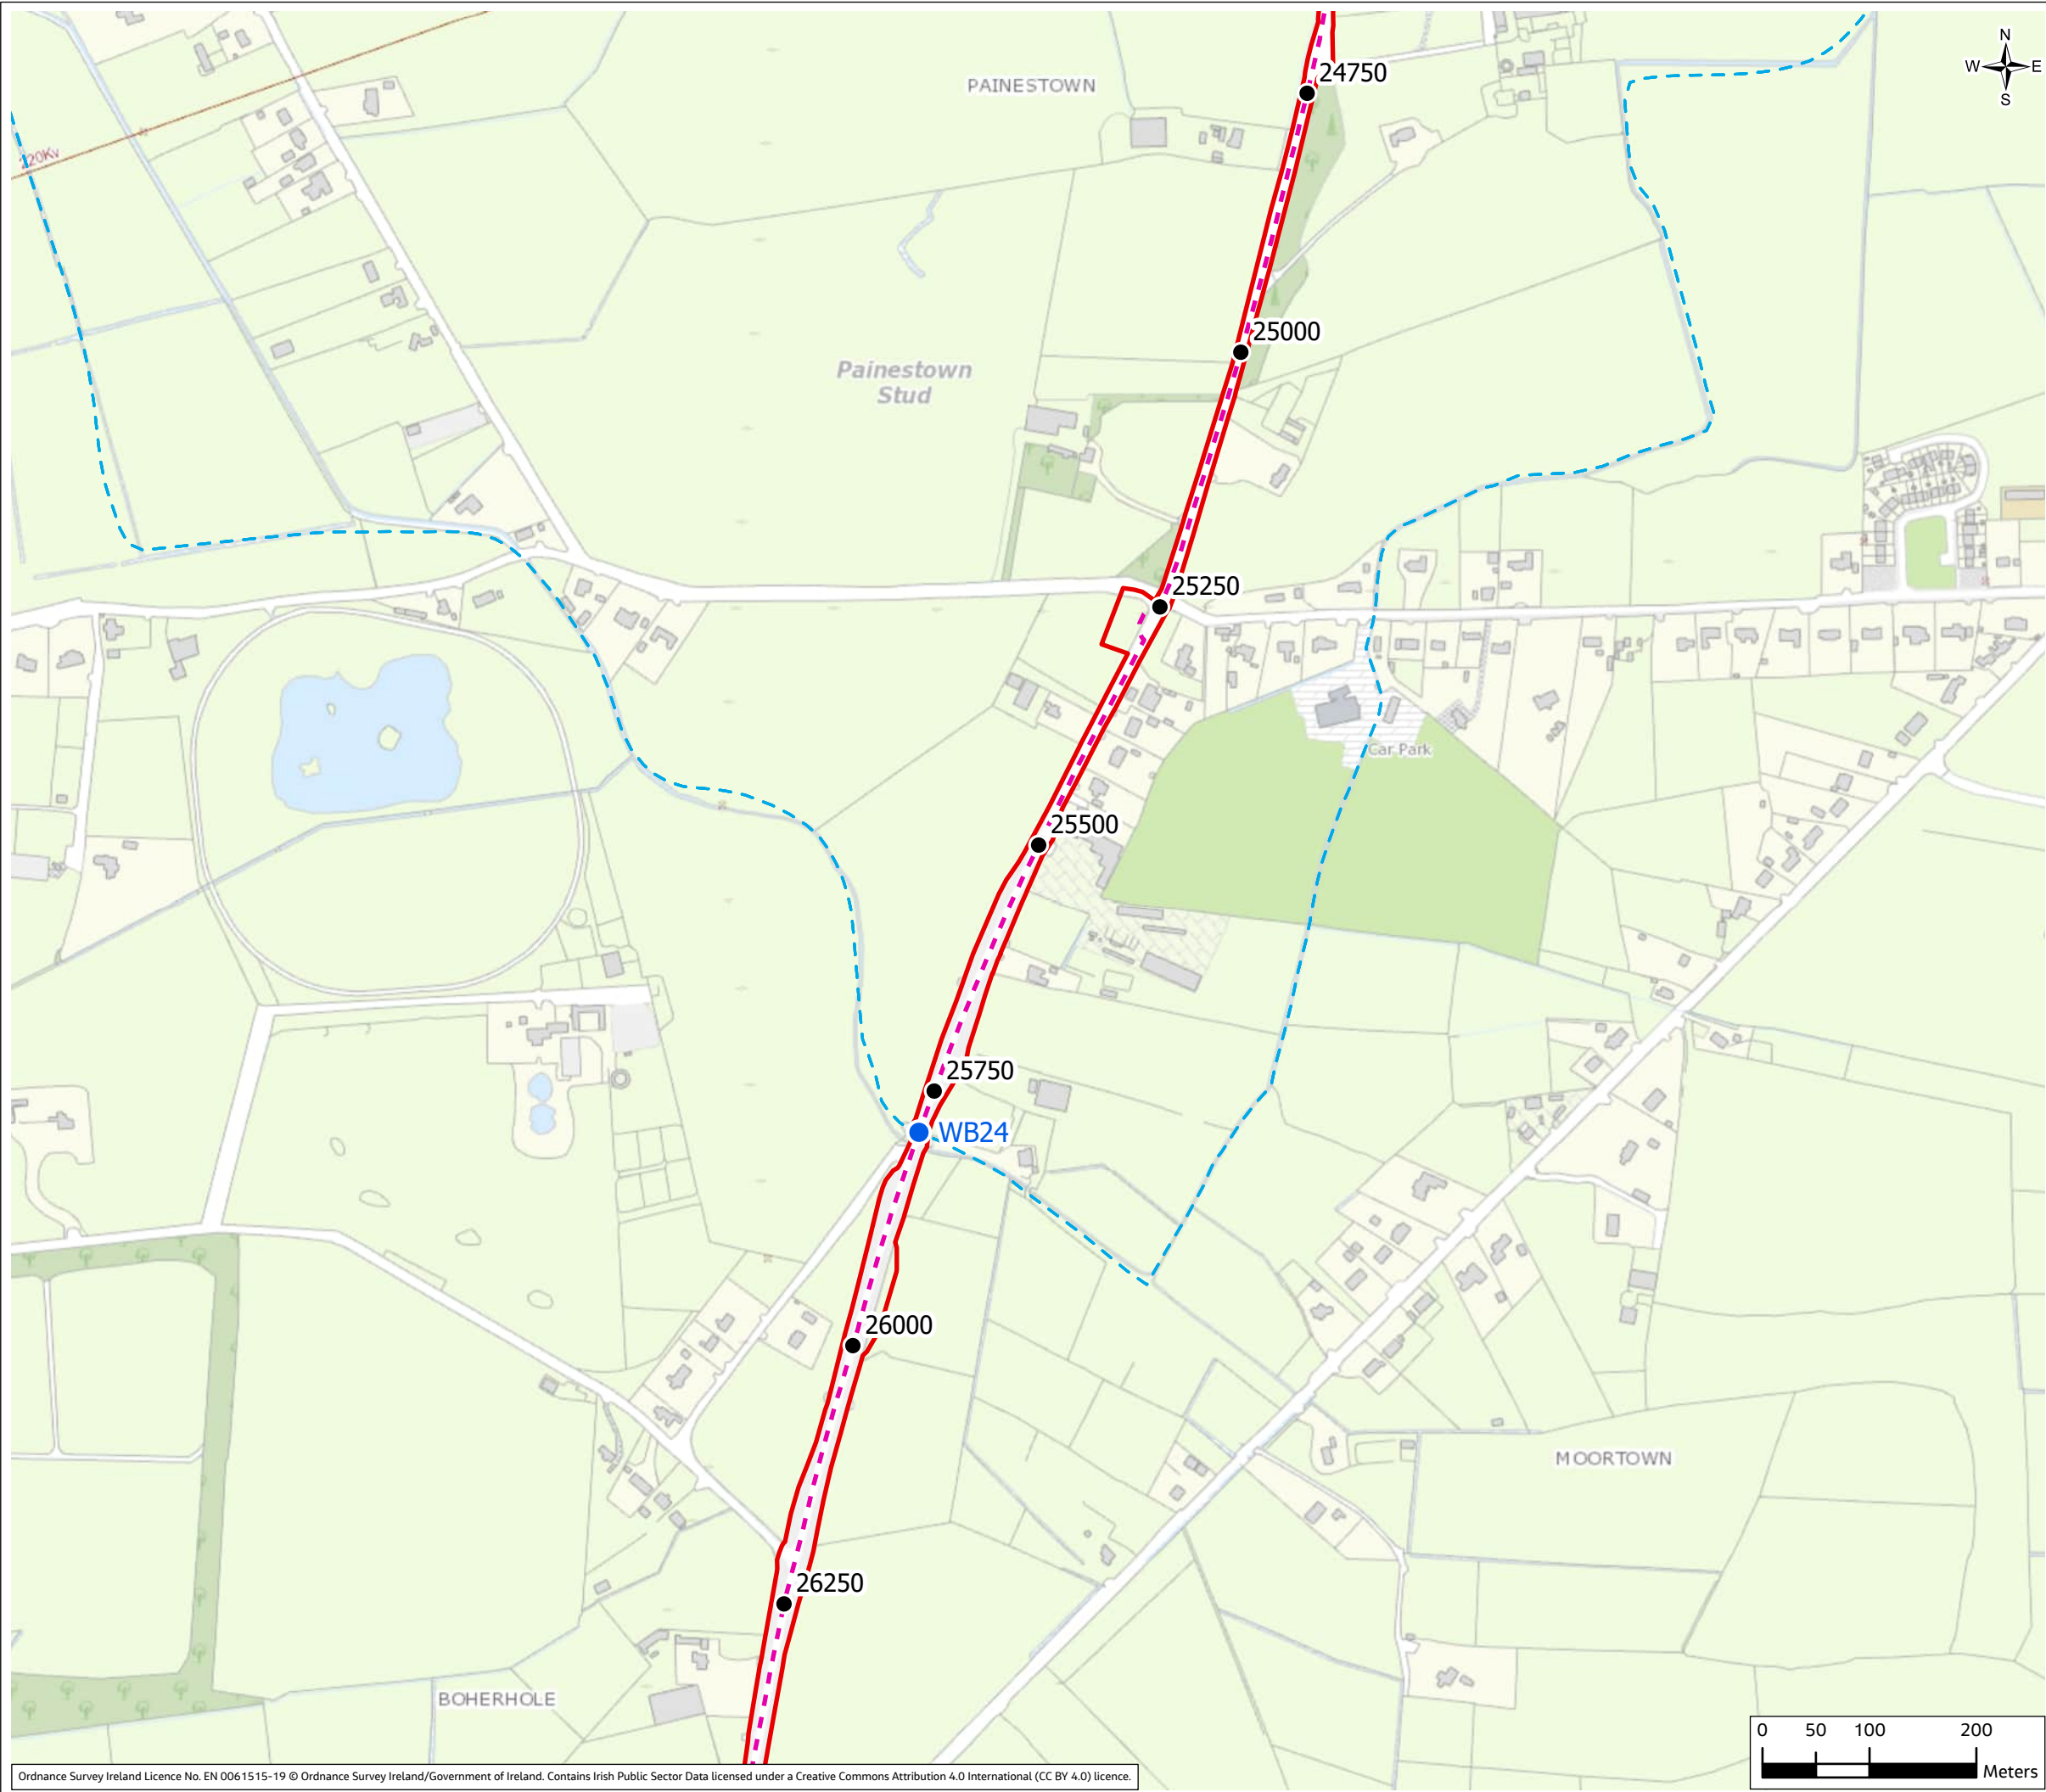 N
W E
S
24750
PAINESTOWN
20Kv
25000
Painestown
Stud
25250
Car Park
25500
25750
WB24
26000
MOORTOWN
26250
BOHERHOLE
0 50 100 200
Meters
Ordnance Survey Ireland Licence No. EN 0061515-19 © Ordnance Survey Ireland/Government of Ireland. Contains Irish Public Sector Data licensed under a Creative Commons Attribution 4.0 International (CC BY 4.0) licence.